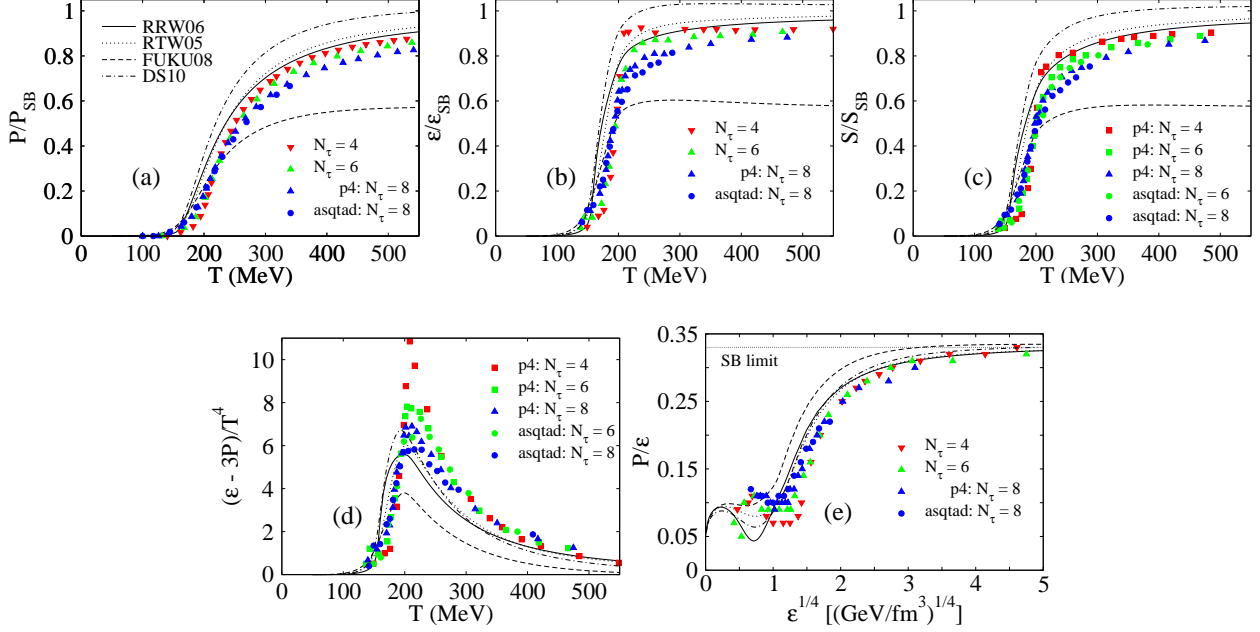 RRW06
RTW05
FUKU08
DS10
P/P_SB
1
0.8
0.6
0.4
0.2
0
(a)
N_τ = 4
N_τ = 6
p4: N_τ = 8
asqtad: N_τ = 8
0 100 200 300 400 500
T (MeV)
ε/ε_SB
1
0.8
0.6
0.4
0.2
0
(b)
N_τ = 4
N_τ = 6
p4: N_τ = 8
asqtad: N_τ = 8
0 100 200 300 400 500
T (MeV)
S/S_SB
1
0.8
0.6
0.4
0.2
0
(c)
p4: N_τ = 4
p4: N_τ = 6
p4: N_τ = 8
asqtad: N_τ = 6
asqtad: N_τ = 8
0 100 200 300 400 500
T (MeV)
(ε - 3P)/T^4
10
8
6
4
2
0
p4: N_τ = 4
p4: N_τ = 6
p4: N_τ = 8
asqtad: N_τ = 6
asqtad: N_τ = 8
(d)
0 100 200 300 400 500
T (MeV)
P/ε
0.35
0.25
0.15
0.05
0
SB limit
N_τ = 4
N_τ = 6
p4: N_τ = 8
asqtad: N_τ = 8
(e)
0 1 2 3 4 5
ε^1/4 [(GeV/fm^3)^1/4]